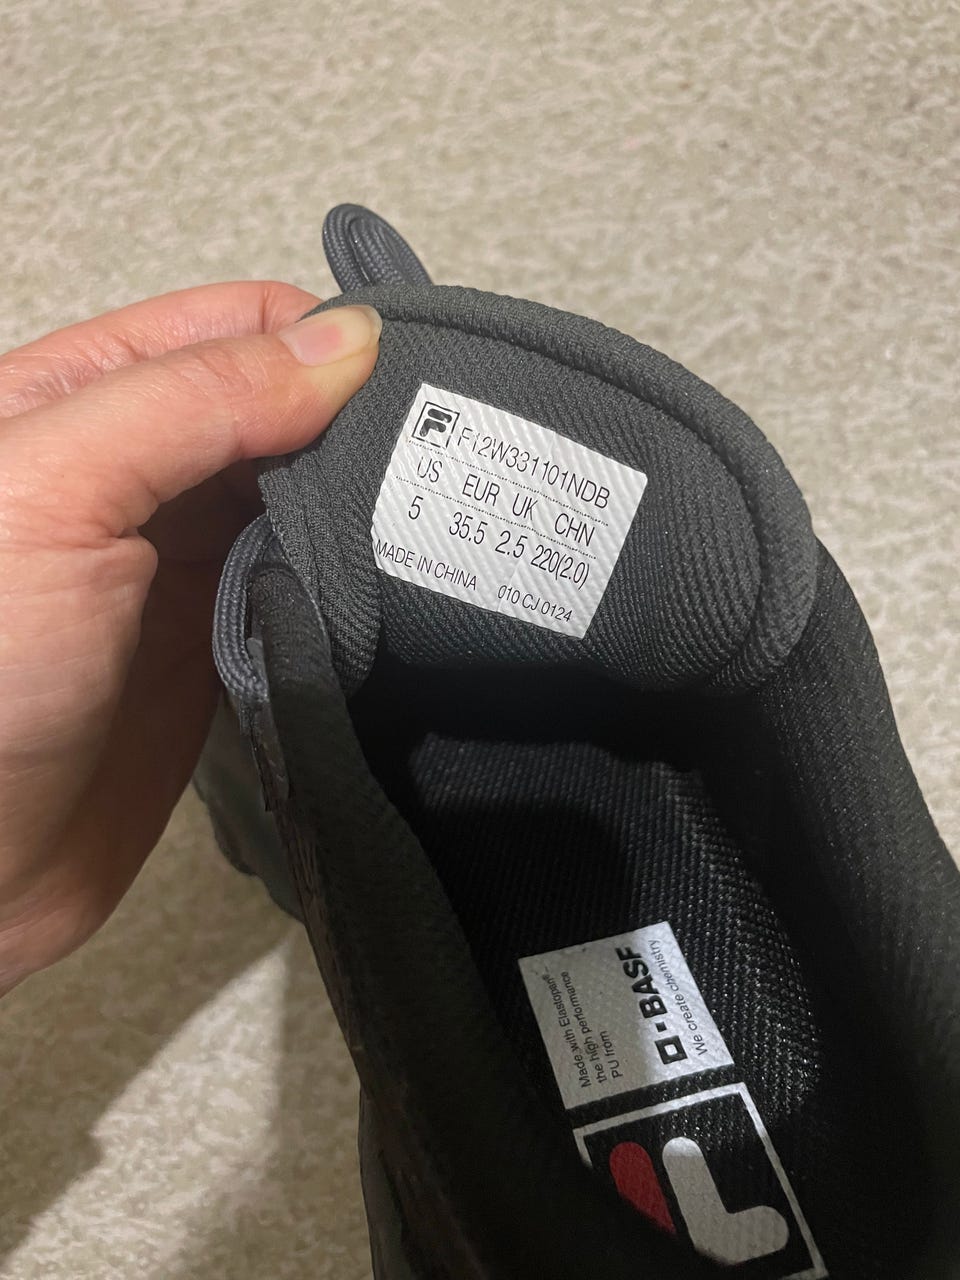 F12W331101NDB
US EUR UK CHN
5 35.5 2.5 220(2.0)
MADE IN CHINA 010 CJ 0124
Made with Elastopan®
the high performance
PU from
BASF
We create chemistry